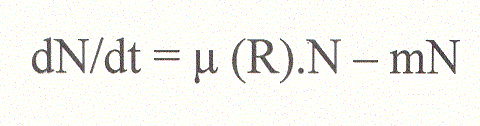 dN/dt = μ (R).N – mN